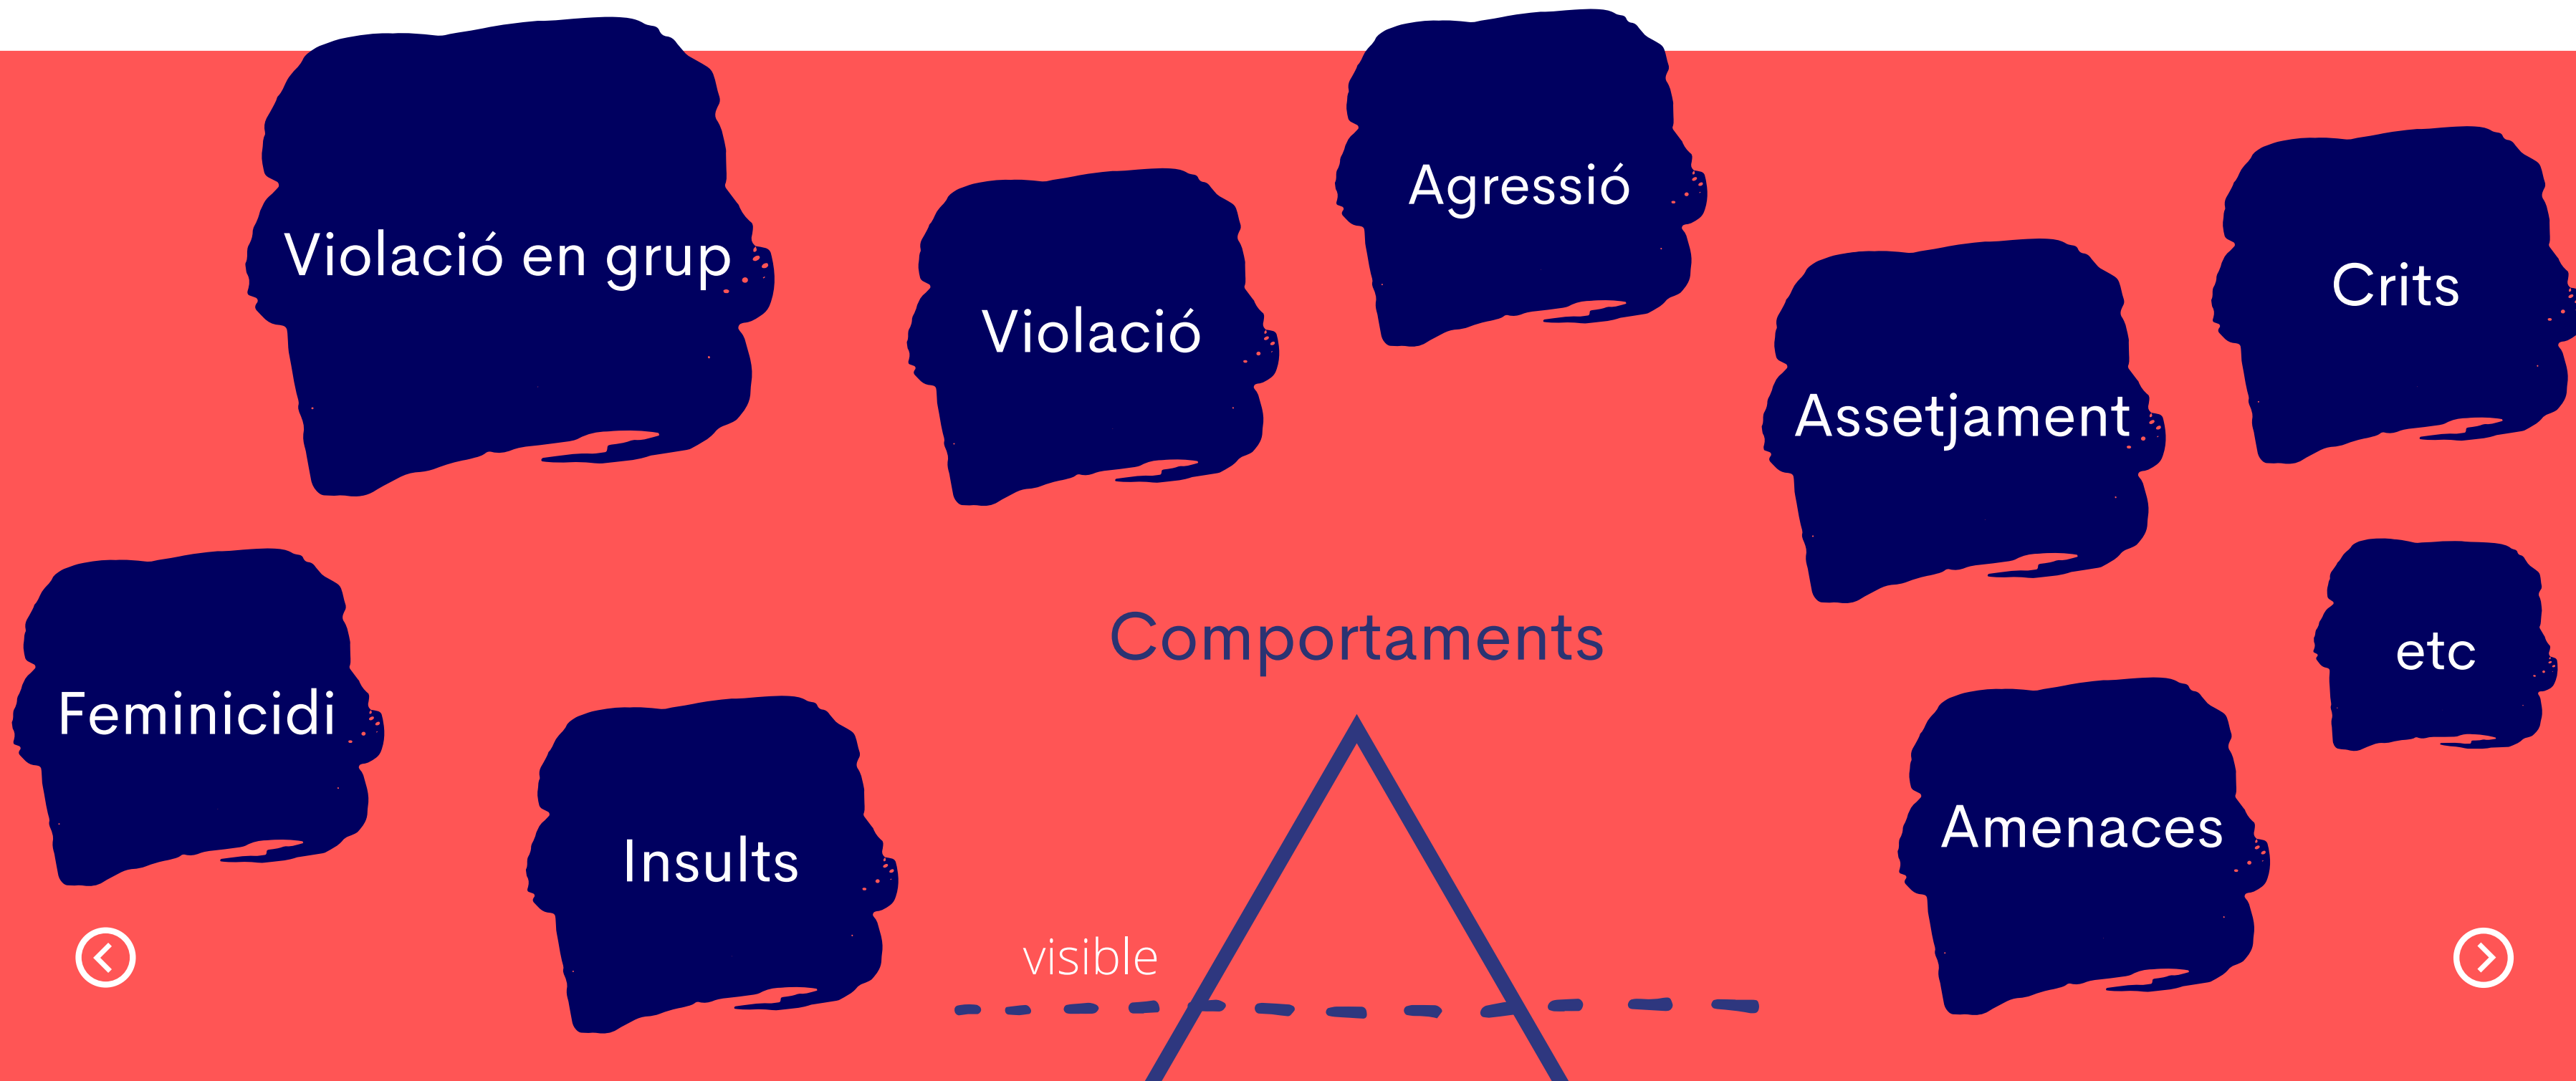 Agressió
Violació en grup
Crits
Violació
Assetjament
Comportaments
etc
Feminicidi
Amenaces
Insults
visible